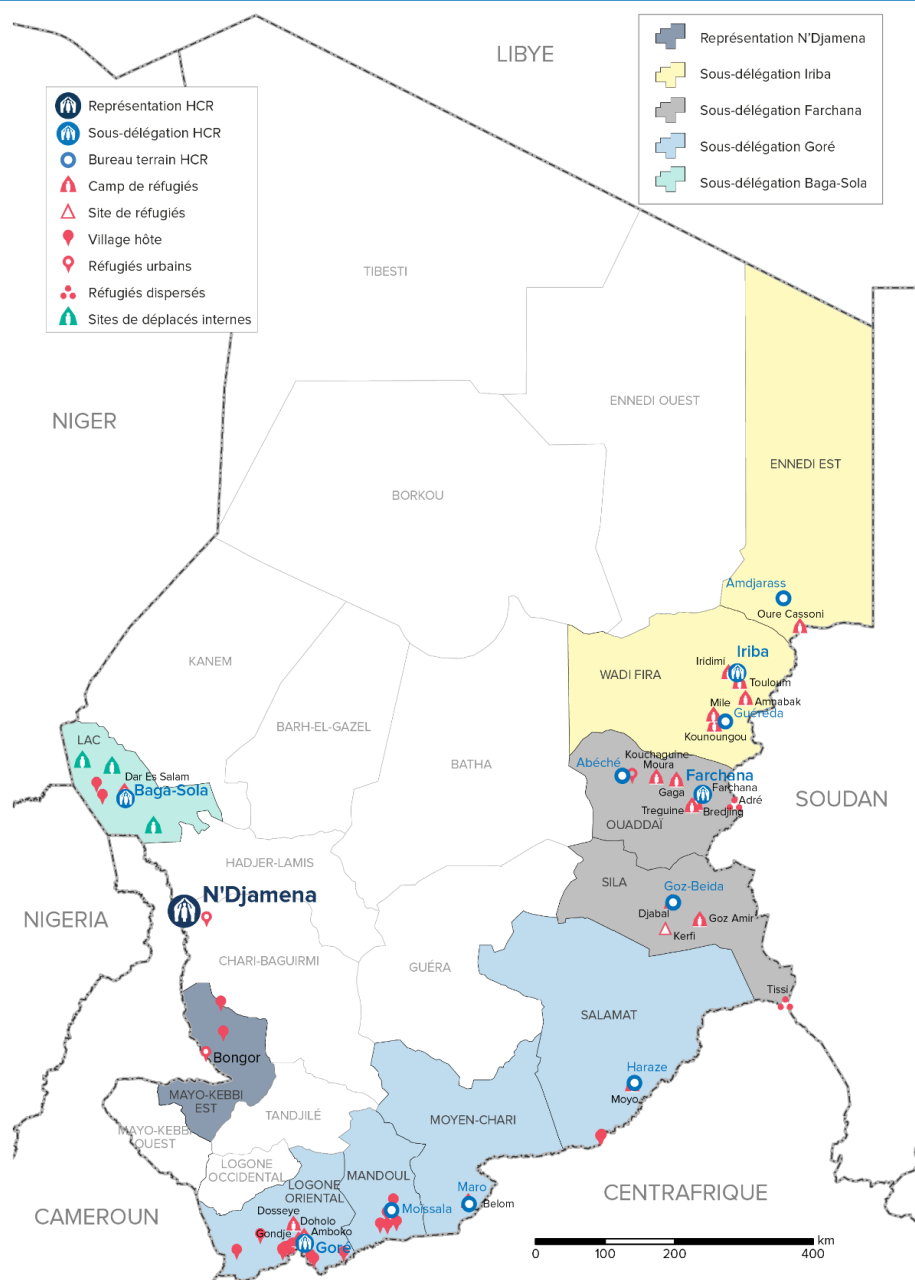 LIBYE
Représentation N'Djamena
Sous-délégation Iriba
Sous-délégation Farchana
Sous-délégation Goré
Sous-délégation Baga-Sola
Représentation HCR
Sous-délégation HCR
Bureau terrain HCR
Camp de réfugiés
Site de réfugiés
Village hôte
Réfugiés urbains
Réfugiés dispersés
Sites de déplacés internes
TIBESTI
NIGER
ENNEDI OUEST
ENNEDI EST
BORKOU
Amdjarass
Oure Cassoni
KANEM
Iriba
Iridimi
WADI FIRA
Touloum
Amnabak
Mile
Guéréda
Kounoungou
BARH-EL-GAZEL
LAC
BATHA
Kouchaguine
Moura
Abéché
Farchana
Dar Es Salam
Baga-Sola
Gaga
Farchana
Adré
SOUDAN
Treguine
Bredjing
OUADDAÏ
HADJER-LAMIS
SILA
Goz-Beida
N'Djamena
Djabal
Goz Amir
NIGERIA
Kerfi
CHARI-BAGUIRMI
GUÉRA
Tissi
SALAMAT
Bongor
Haraze
MAYO-KEBBI
EST
Moyo
TANDJILÉ
MOYEN-CHARI
MAYO-KEBBI
OUEST
LOGONE
OCCIDENTAL
MANDOUL
LOGONE
ORIENTAL
Maro
CENTRAFRIQUE
Belom
Moissala
Dosseye
CAMEROUN
Doholo
Gondje
Amboko
Goré
km
0 100 200 400